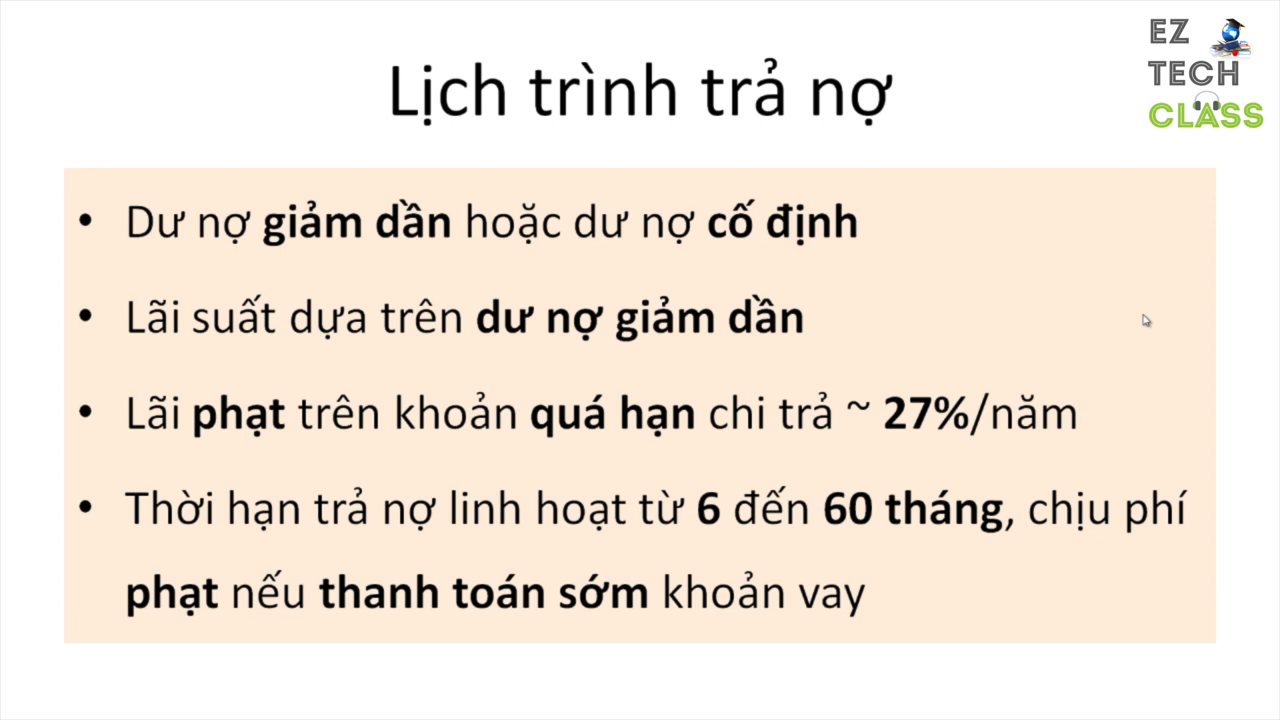 EZ
TECH
CLASS
Lịch trình trả nợ
• Dư nợ giảm dần hoặc dư nợ cố định
• Lãi suất dựa trên dư nợ giảm dần
• Lãi phạt trên khoản quá hạn chi trả ~ 27%/năm
• Thời hạn trả nợ linh hoạt từ 6 đến 60 tháng, chịu phí
phạt nếu thanh toán sớm khoản vay